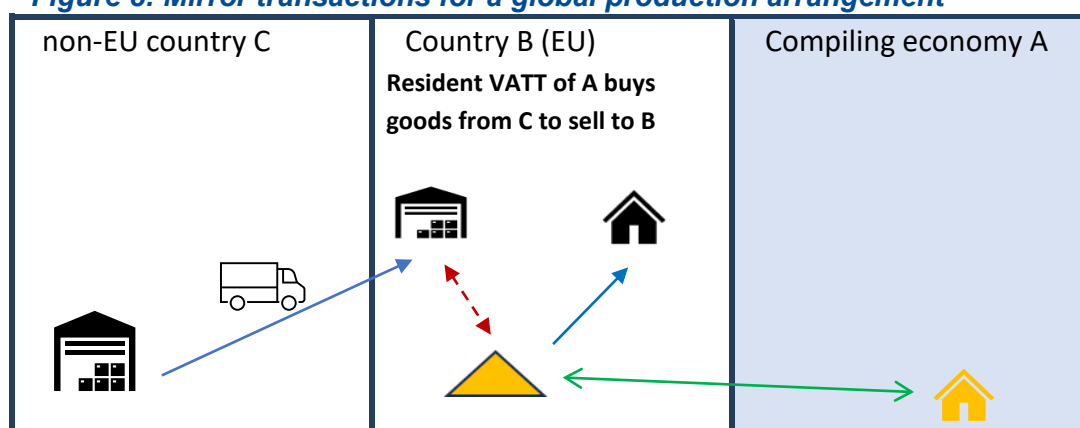 Figure 8. Mirror transactions for a global production arrangement
non-EU country C
Country B (EU)
Resident VATT of A buys
goods from C to sell to B
Compiling economy A